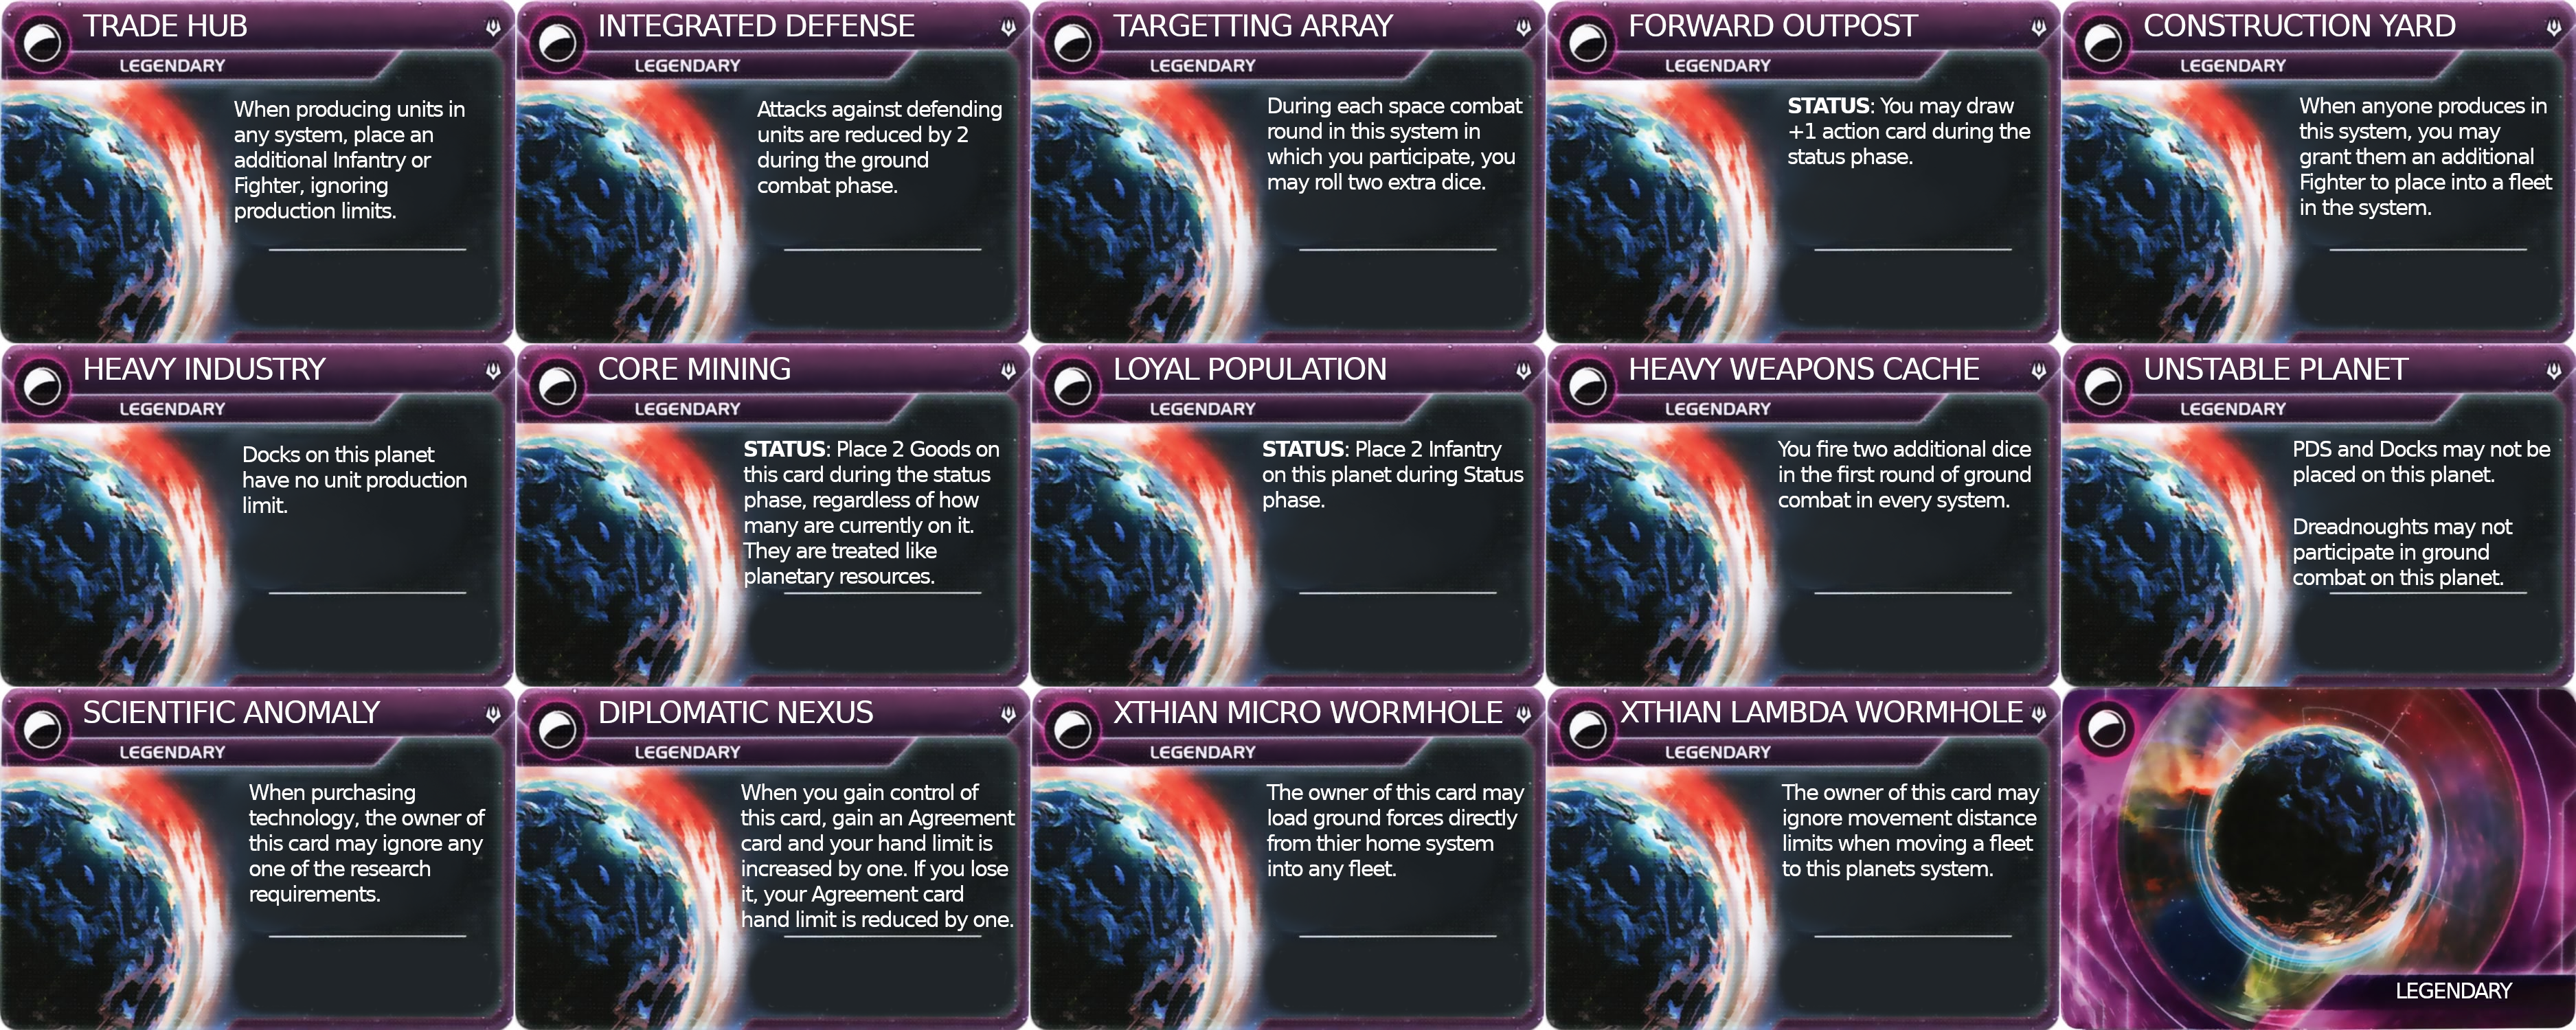 TRADE HUB
LEGENDARY
When producing units in
any system, place an
additional Infantry or
Fighter, ignoring
production limits.
INTEGRATED DEFENSE
LEGENDARY
Attacks against defending
units are reduced by 2
during the ground
combat phase.
TARGETTING ARRAY
LEGENDARY
During each space combat
round in this system in
which you participate, you
may roll two extra dice.
FORWARD OUTPOST
LEGENDARY
STATUS: You may draw
+1 action card during the
status phase.
CONSTRUCTION YARD
LEGENDARY
When anyone produces in
this system, you may
grant them an additional
Fighter to place into a fleet
in the system.
HEAVY INDUSTRY
LEGENDARY
Docks on this planet
have no unit production
limit.
CORE MINING
LEGENDARY
STATUS: Place 2 Goods on
this card during the status
phase, regardless of how
many are currently on it.
They are treated like
planetary resources.
LOYAL POPULATION
LEGENDARY
STATUS: Place 2 Infantry
on this planet during Status
phase.
HEAVY WEAPONS CACHE
LEGENDARY
You fire two additional dice
in the first round of ground
combat in every system.
UNSTABLE PLANET
LEGENDARY
PDS and Docks may not be
placed on this planet.
Dreadnoughts may not
participate in ground
combat on this planet.
SCIENTIFIC ANOMALY
LEGENDARY
When purchasing
technology, the owner of
this card may ignore any
one of the research
requirements.
DIPLOMATIC NEXUS
LEGENDARY
When you gain control of
this card, gain an Agreement
card and your hand limit is
increased by one. If you lose
it, your Agreement card
hand limit is reduced by one.
XTHIAN MICRO WORMHOLE
LEGENDARY
The owner of this card may
load ground forces directly
from thier home system
into any fleet.
XTHIAN LAMBDA WORMHOLE
LEGENDARY
The owner of this card may
ignore movement distance
limits when moving a fleet
to this planets system.
LEGENDARY